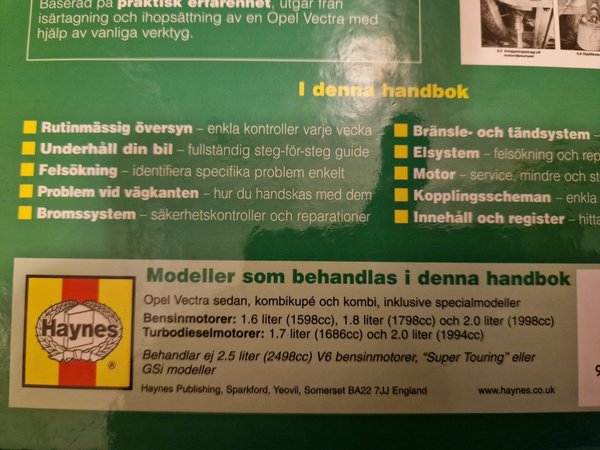 Baserad på praktisk erfarenhet, utgår från
isärtagning och ihopsättning av en Opel Vectra med
hjälp av vanliga verktyg.
I denna handbok
Rutinmässig översyn – enkla kontroller varje vecka
Underhåll din bil – fullständig steg-för-steg guide
Felsökning – identifiera specifika problem enkelt
Problem vid vägkanten – hur du handskas med dem
Bromssystem – säkerhetskontroller och reparationer
Bränsle- och tändsystem –
Elsystem – felsökning och rep
Motor – service, mindre och st
Kopplingsscheman – enkla
Innehåll och register – hitta
Modeller som behandlas i denna handbok
Opel Vectra sedan, kombikupé och kombi, inklusive specialmodeller
Bensinmotorer: 1.6 liter (1598cc), 1.8 liter (1798cc) och 2.0 liter (1998cc)
Turbodieselmotorer: 1.7 liter (1686cc) och 2.0 liter (1994cc)
Behandlar ej 2.5 liter (2498cc) V6 bensinmotorer, "Super Touring" eller
GSi modeller
Haynes Publishing, Sparkford, Yeovil, Somerset BA22 7JJ England
www.haynes.co.uk
Haynes
®